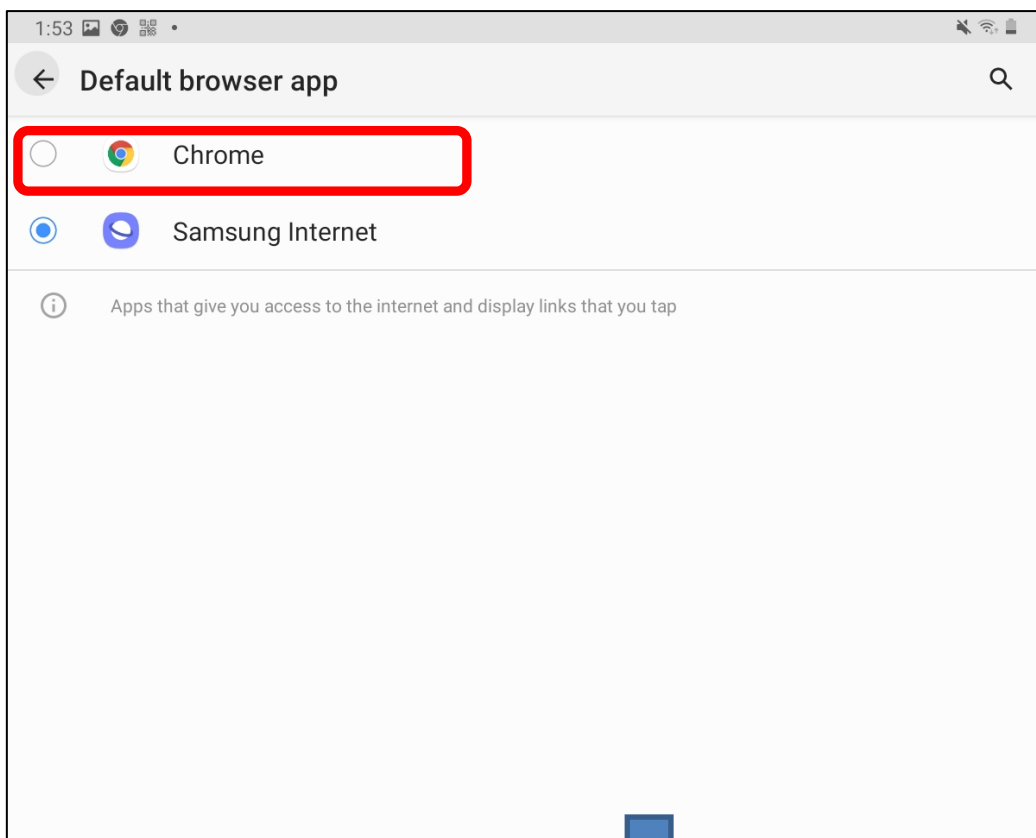 1:53
Default browser app
Chrome
Samsung Internet
Apps that give you access to the internet and display links that you tap